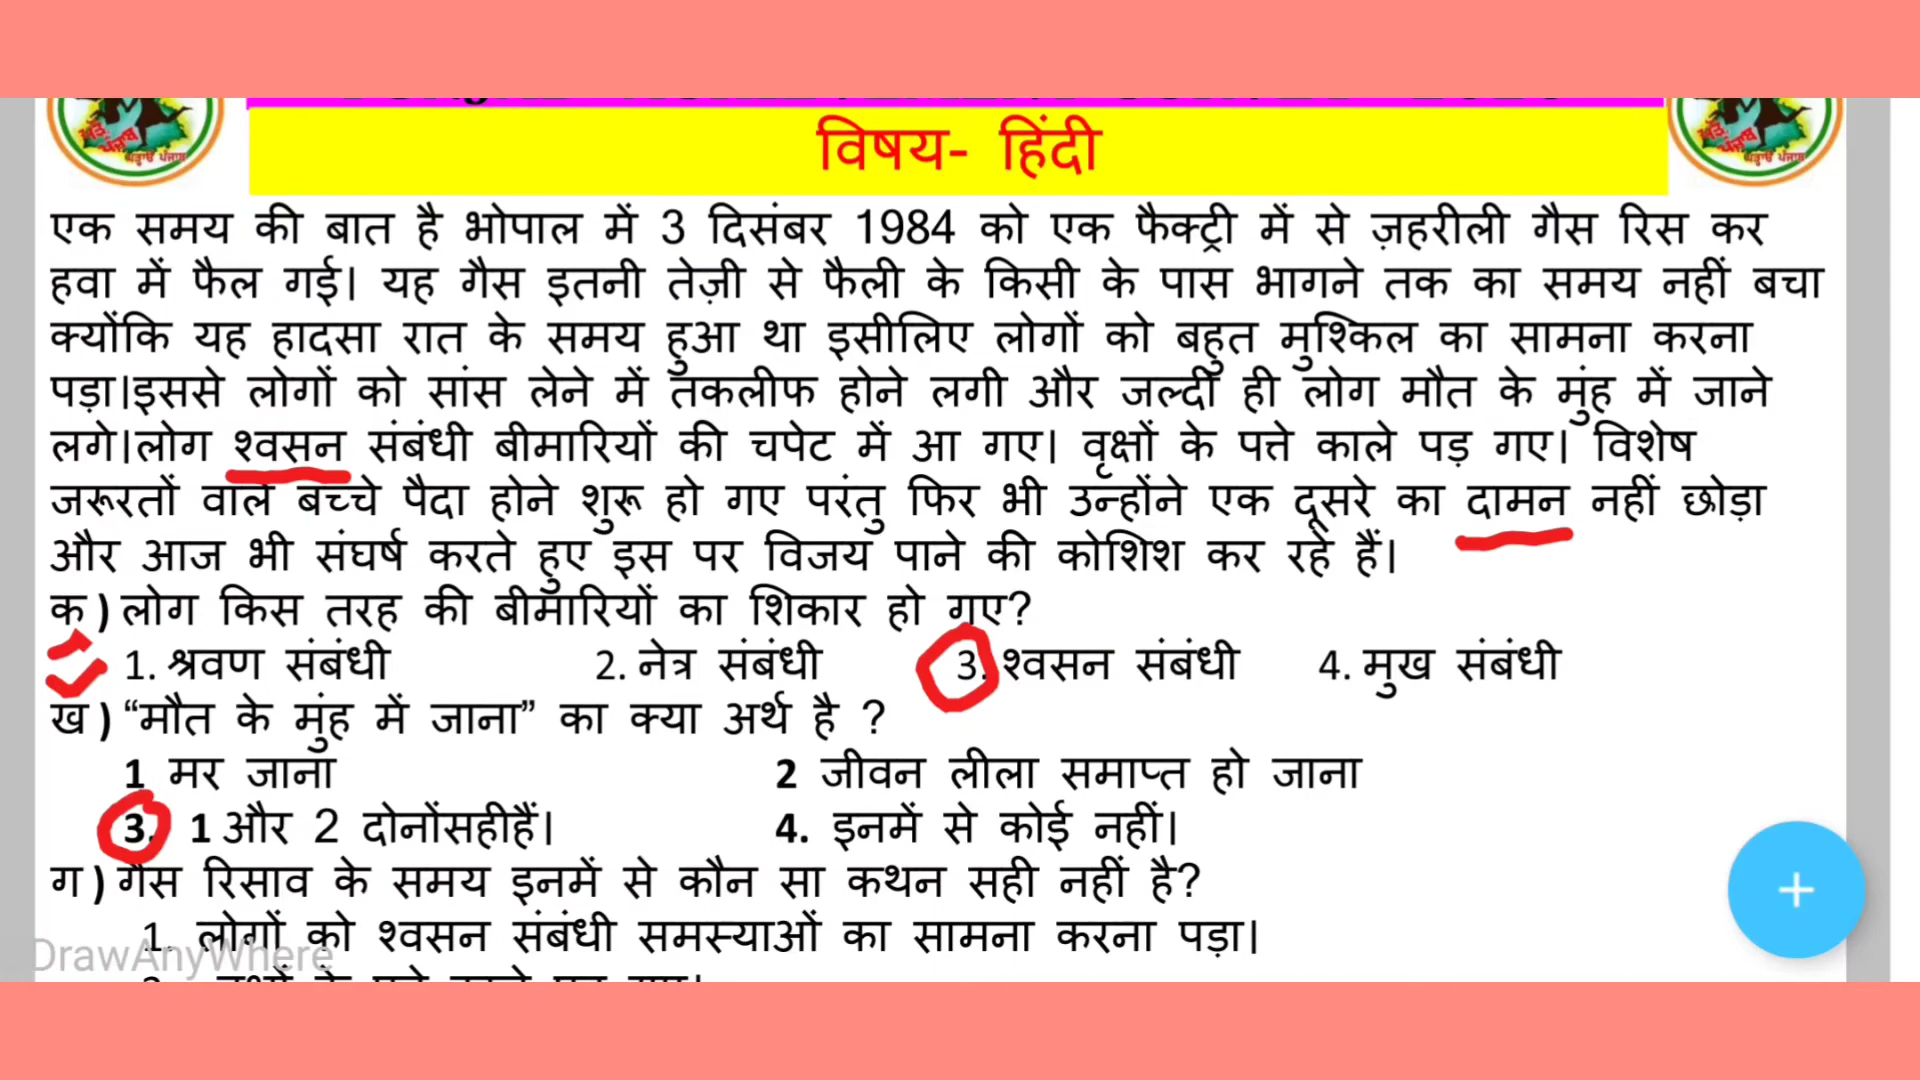 विषय- हिंदी
एक समय की बात है भोपाल में 3 दिसंबर 1984 को एक फैक्ट्री में से ज़हरीली गैस रिस कर
हवा में फैल गई। यह गैस इतनी तेज़ी से फैली के किसी के पास भागने तक का समय नहीं बचा
क्योंकि यह हादसा रात के समय हुआ था इसीलिए लोगों को बहुत मुश्किल का सामना करना
पड़ा।इससे लोगों को सांस लेने में तकलीफ होने लगी और जल्दी ही लोग मौत के मुंह में जाने
लगे।लोग श्वसन संबंधी बीमारियों की चपेट में आ गए। वृक्षों के पत्ते काले पड़ गए। विशेष
जरूरतों वाले बच्चे पैदा होने शुरू हो गए परंतु फिर भी उन्होंने एक दूसरे का दामन नहीं छोड़ा
और आज भी संघर्ष करते हुए इस पर विजय पाने की कोशिश कर रहे हैं।
क ) लोग किस तरह की बीमारियों का शिकार हो गए?
1. श्रवण संबंधी 2. नेत्र संबंधी 3. श्वसन संबंधी 4. मुख संबंधी
ख ) “मौत के मुंह में जाना” का क्या अर्थ है ?
1 मर जाना 2 जीवन लीला समाप्त हो जाना
3. 1 और 2 दोनोंसहीहैं। 4. इनमें से कोई नहीं।
ग ) गैस रिसाव के समय इनमें से कौन सा कथन सही नहीं है?
1. लोगों को श्वसन संबंधी समस्याओं का सामना करना पड़ा।
DrawAnyWhere